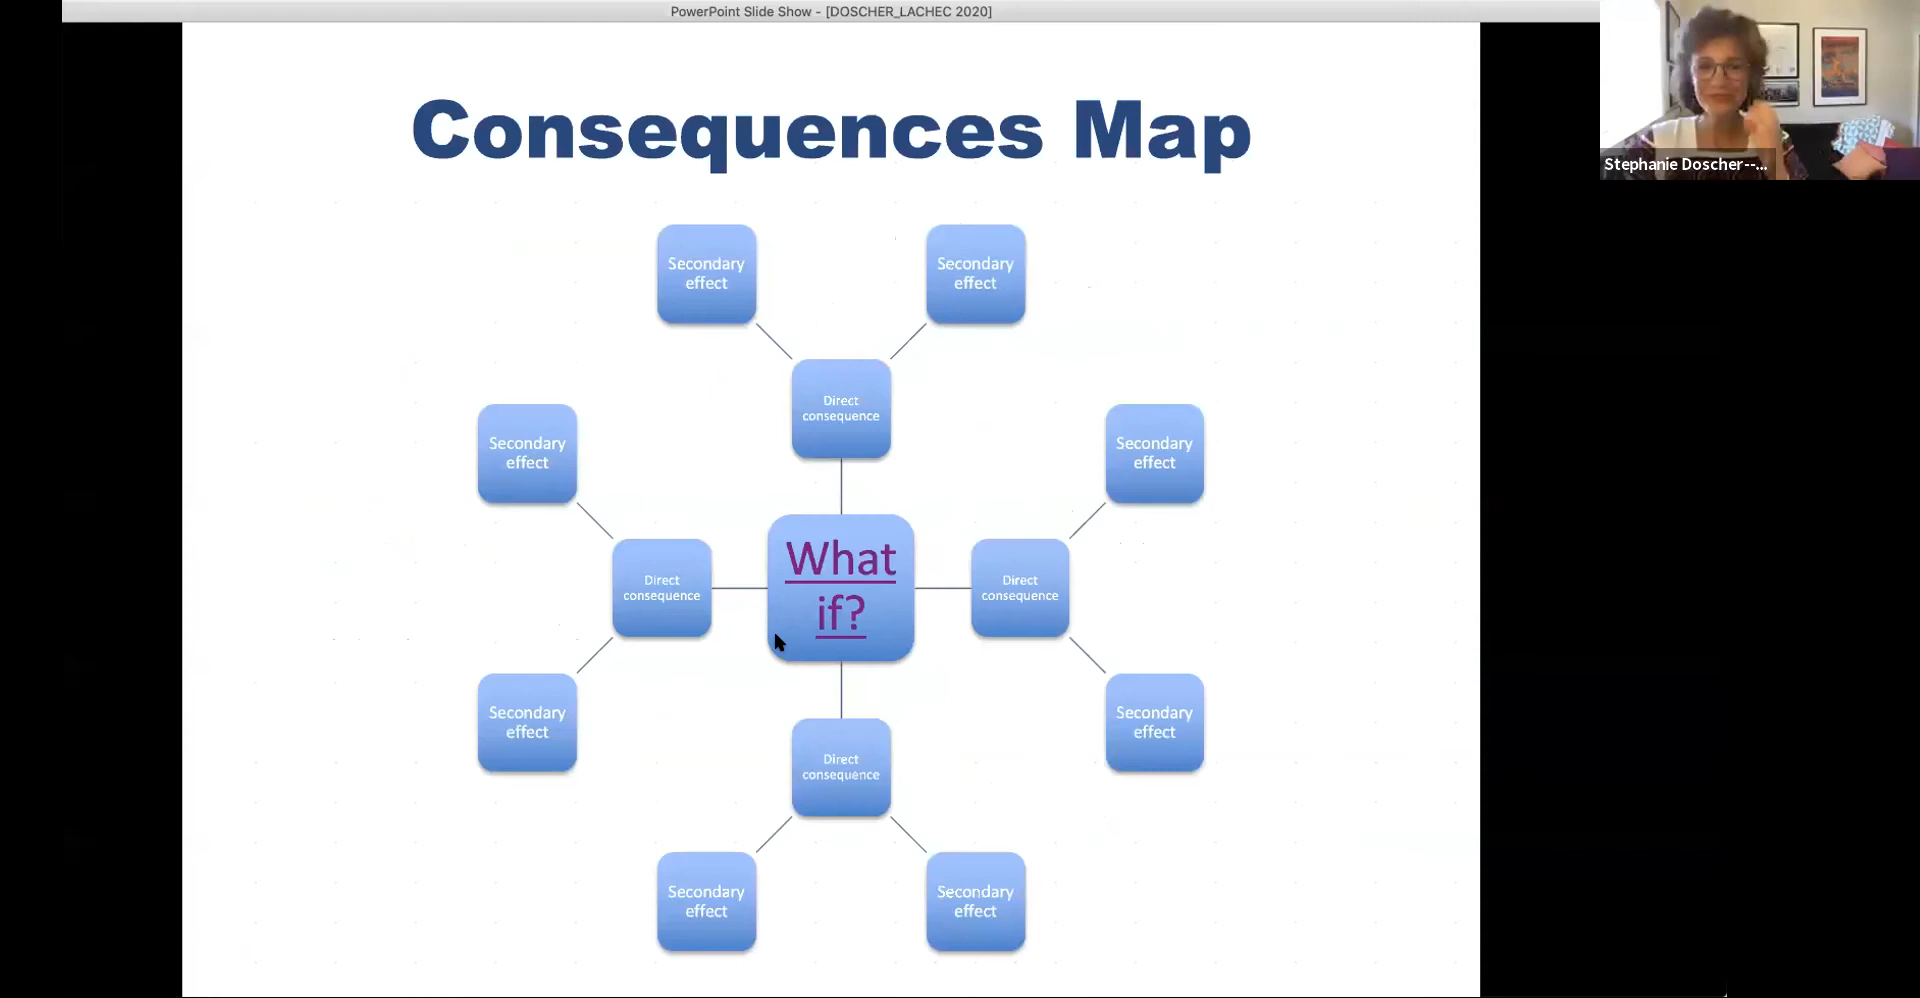 PowerPoint Slide Show - [DOSCHER_LACHEC 2020]
Stephanie Doscher--...
Consequences Map
Secondary
effect
Secondary
effect
Direct
consequence
Secondary
effect
Secondary
effect
Direct
consequence
What
if?
Direct
consequence
Secondary
effect
Secondary
effect
Direct
consequence
Secondary
effect
Secondary
effect